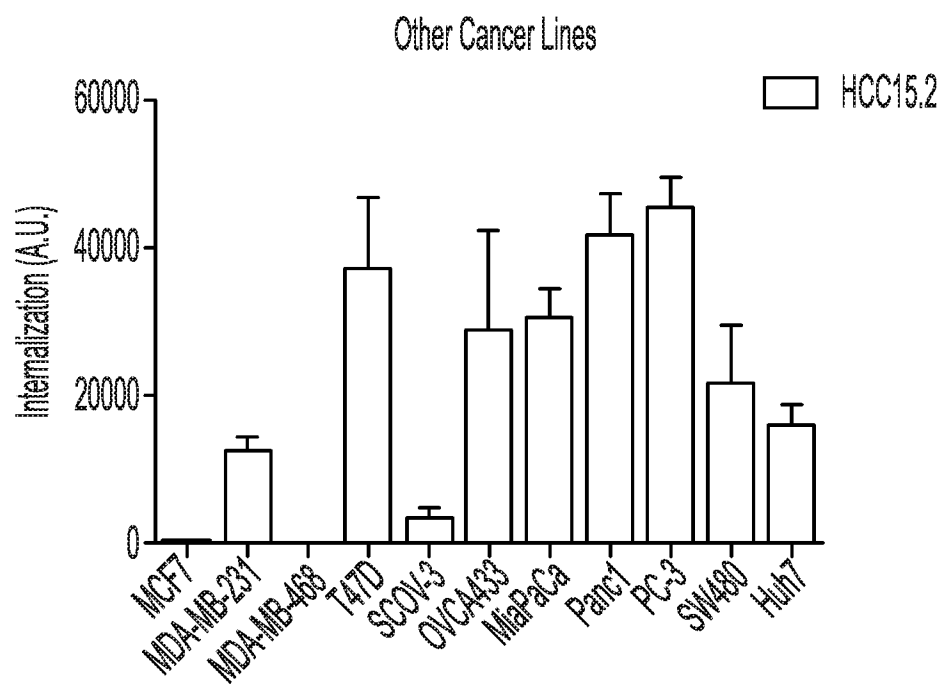 Other Cancer Lines
HCC15.2
Internalization (A.U.)
60000
40000
20000
0
MCF7
MDA-MB-231
MDA-MB-468
T47D
SCOV-3
OVCA433
MiaPaCa
Panc1
PC-3
SW480
Huh7